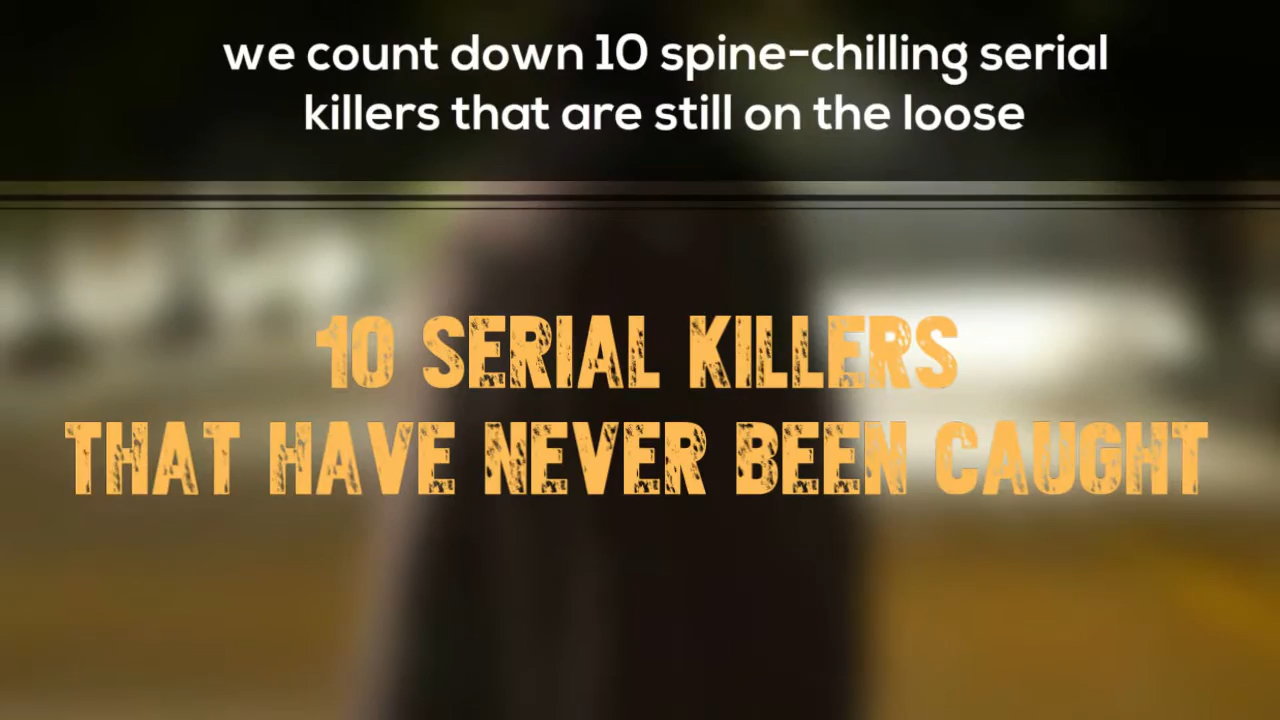 we count down 10 spine-chilling serial
killers that are still on the loose
10 SERIAL KILLERS
THAT HAVE NEVER BEEN CAUGHT